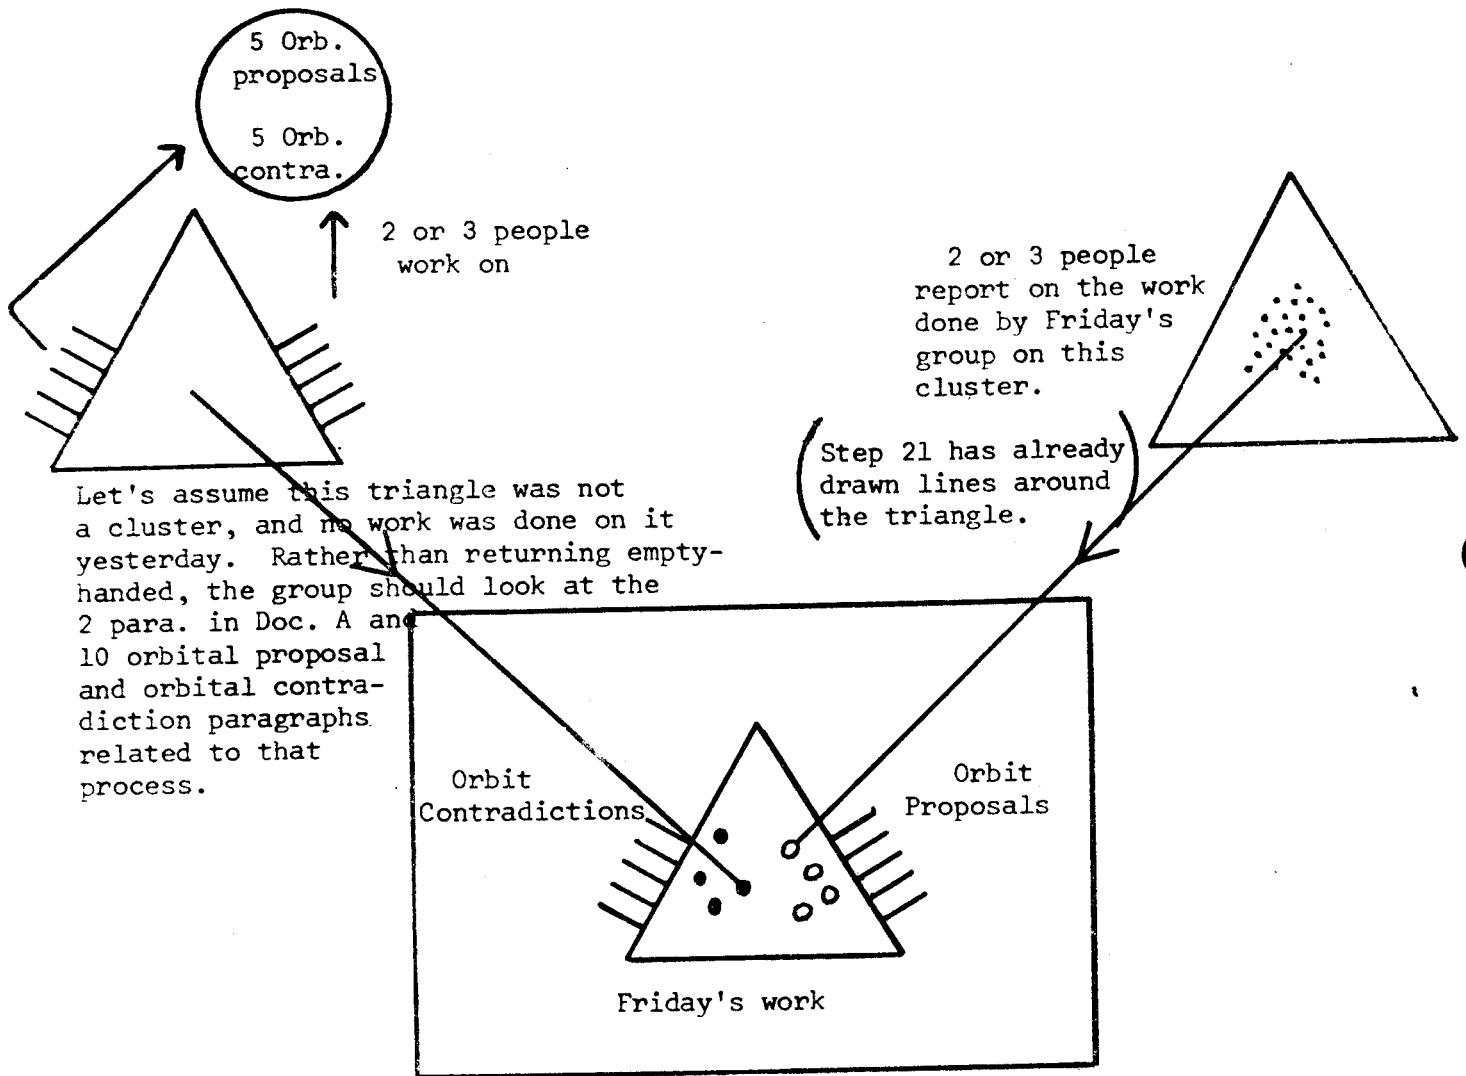 5 Orb.
proposals
5 Orb.
contra.
2 or 3 people
work on
2 or 3 people
report on the work
done by Friday's
group on this
cluster.
(Step 21 has already
drawn lines around
the triangle.)
Let's assume this triangle was not
a cluster, and no work was done on it
yesterday. Rather than returning empty-
handed, the group should look at the
2 para. in Doc. A and
10 orbital proposal
and orbital contra-
diction paragraphs
related to that
process.
Orbit
Contradictions
Orbit
Proposals
Friday's work